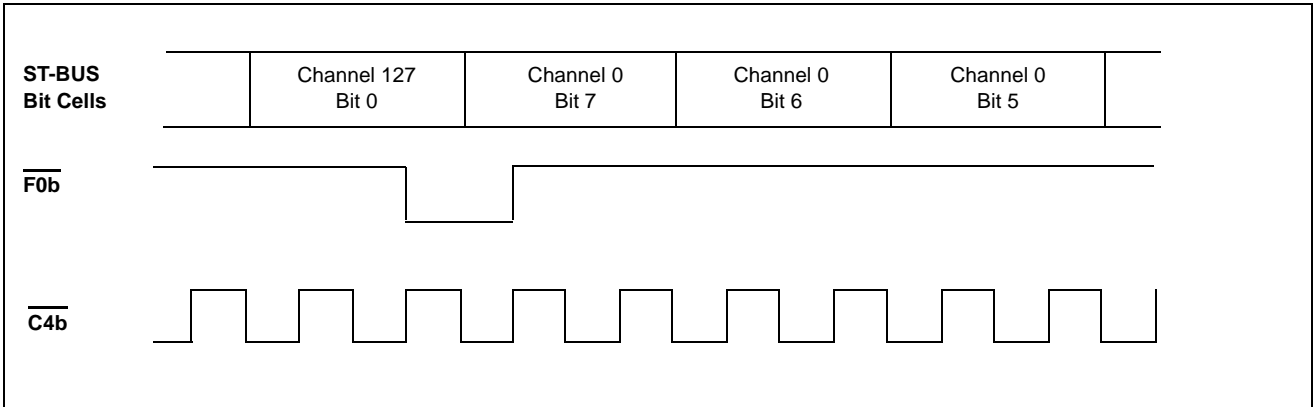 ST-BUS
Bit Cells
Channel 127
Bit 0
Channel 0
Bit 7
Channel 0
Bit 6
Channel 0
Bit 5
F0b
C4b